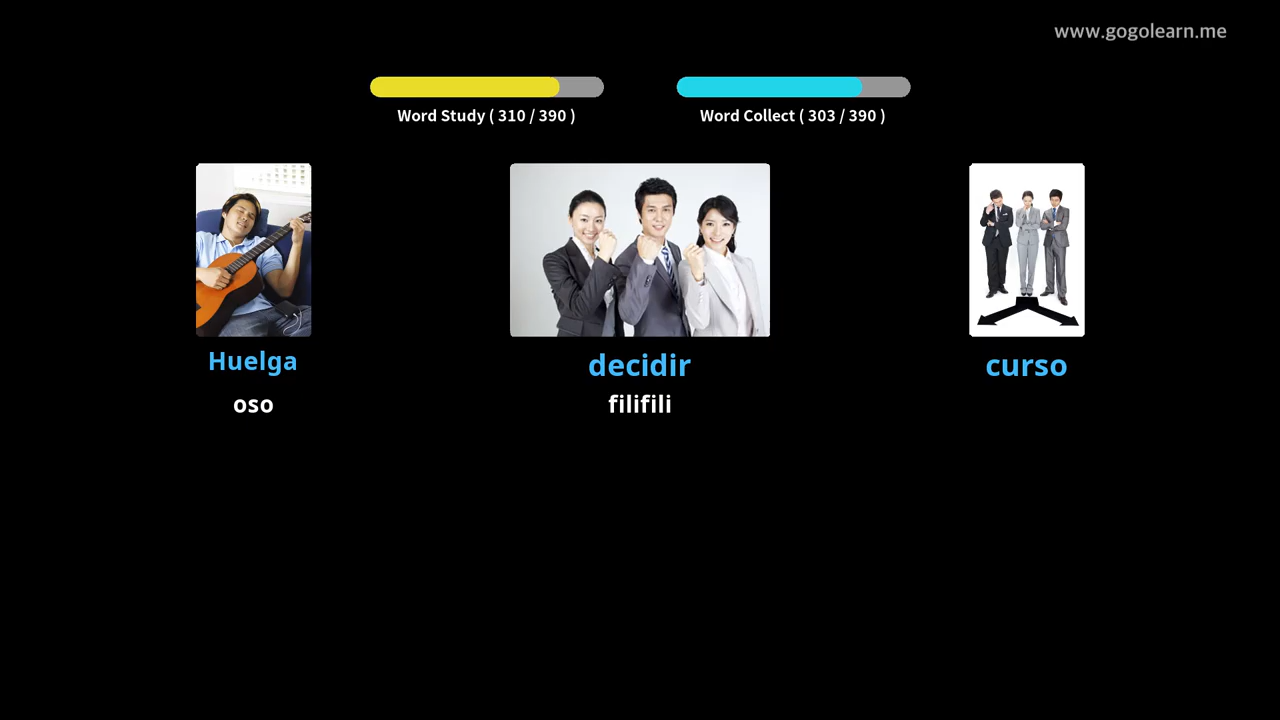 www.gogolearn.me
Word Study ( 310 / 390 )
Word Collect ( 303 / 390 )
Huelga
decidir
curso
oso
filifili